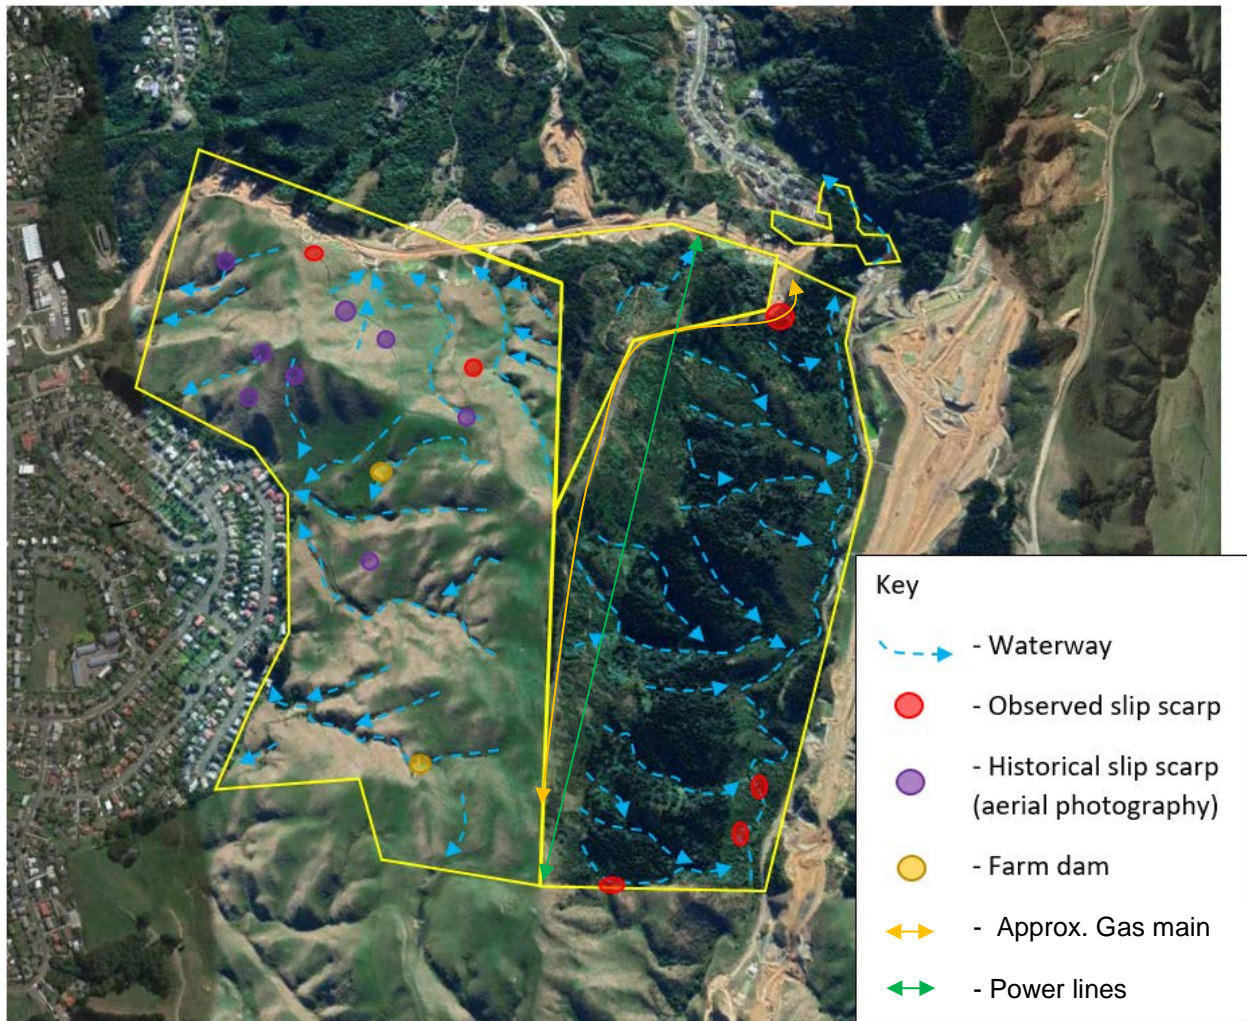 Key
- Waterway
- Observed slip scarp
- Historical slip scarp
(aerial photography)
- Farm dam
- Approx. Gas main
- Power lines